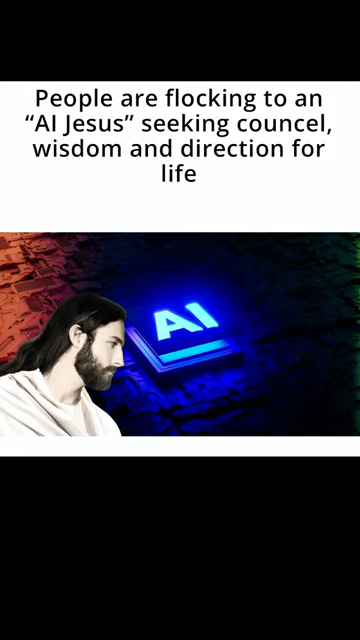 People are flocking to an
“AI Jesus” seeking councel,
wisdom and direction for
life
AI